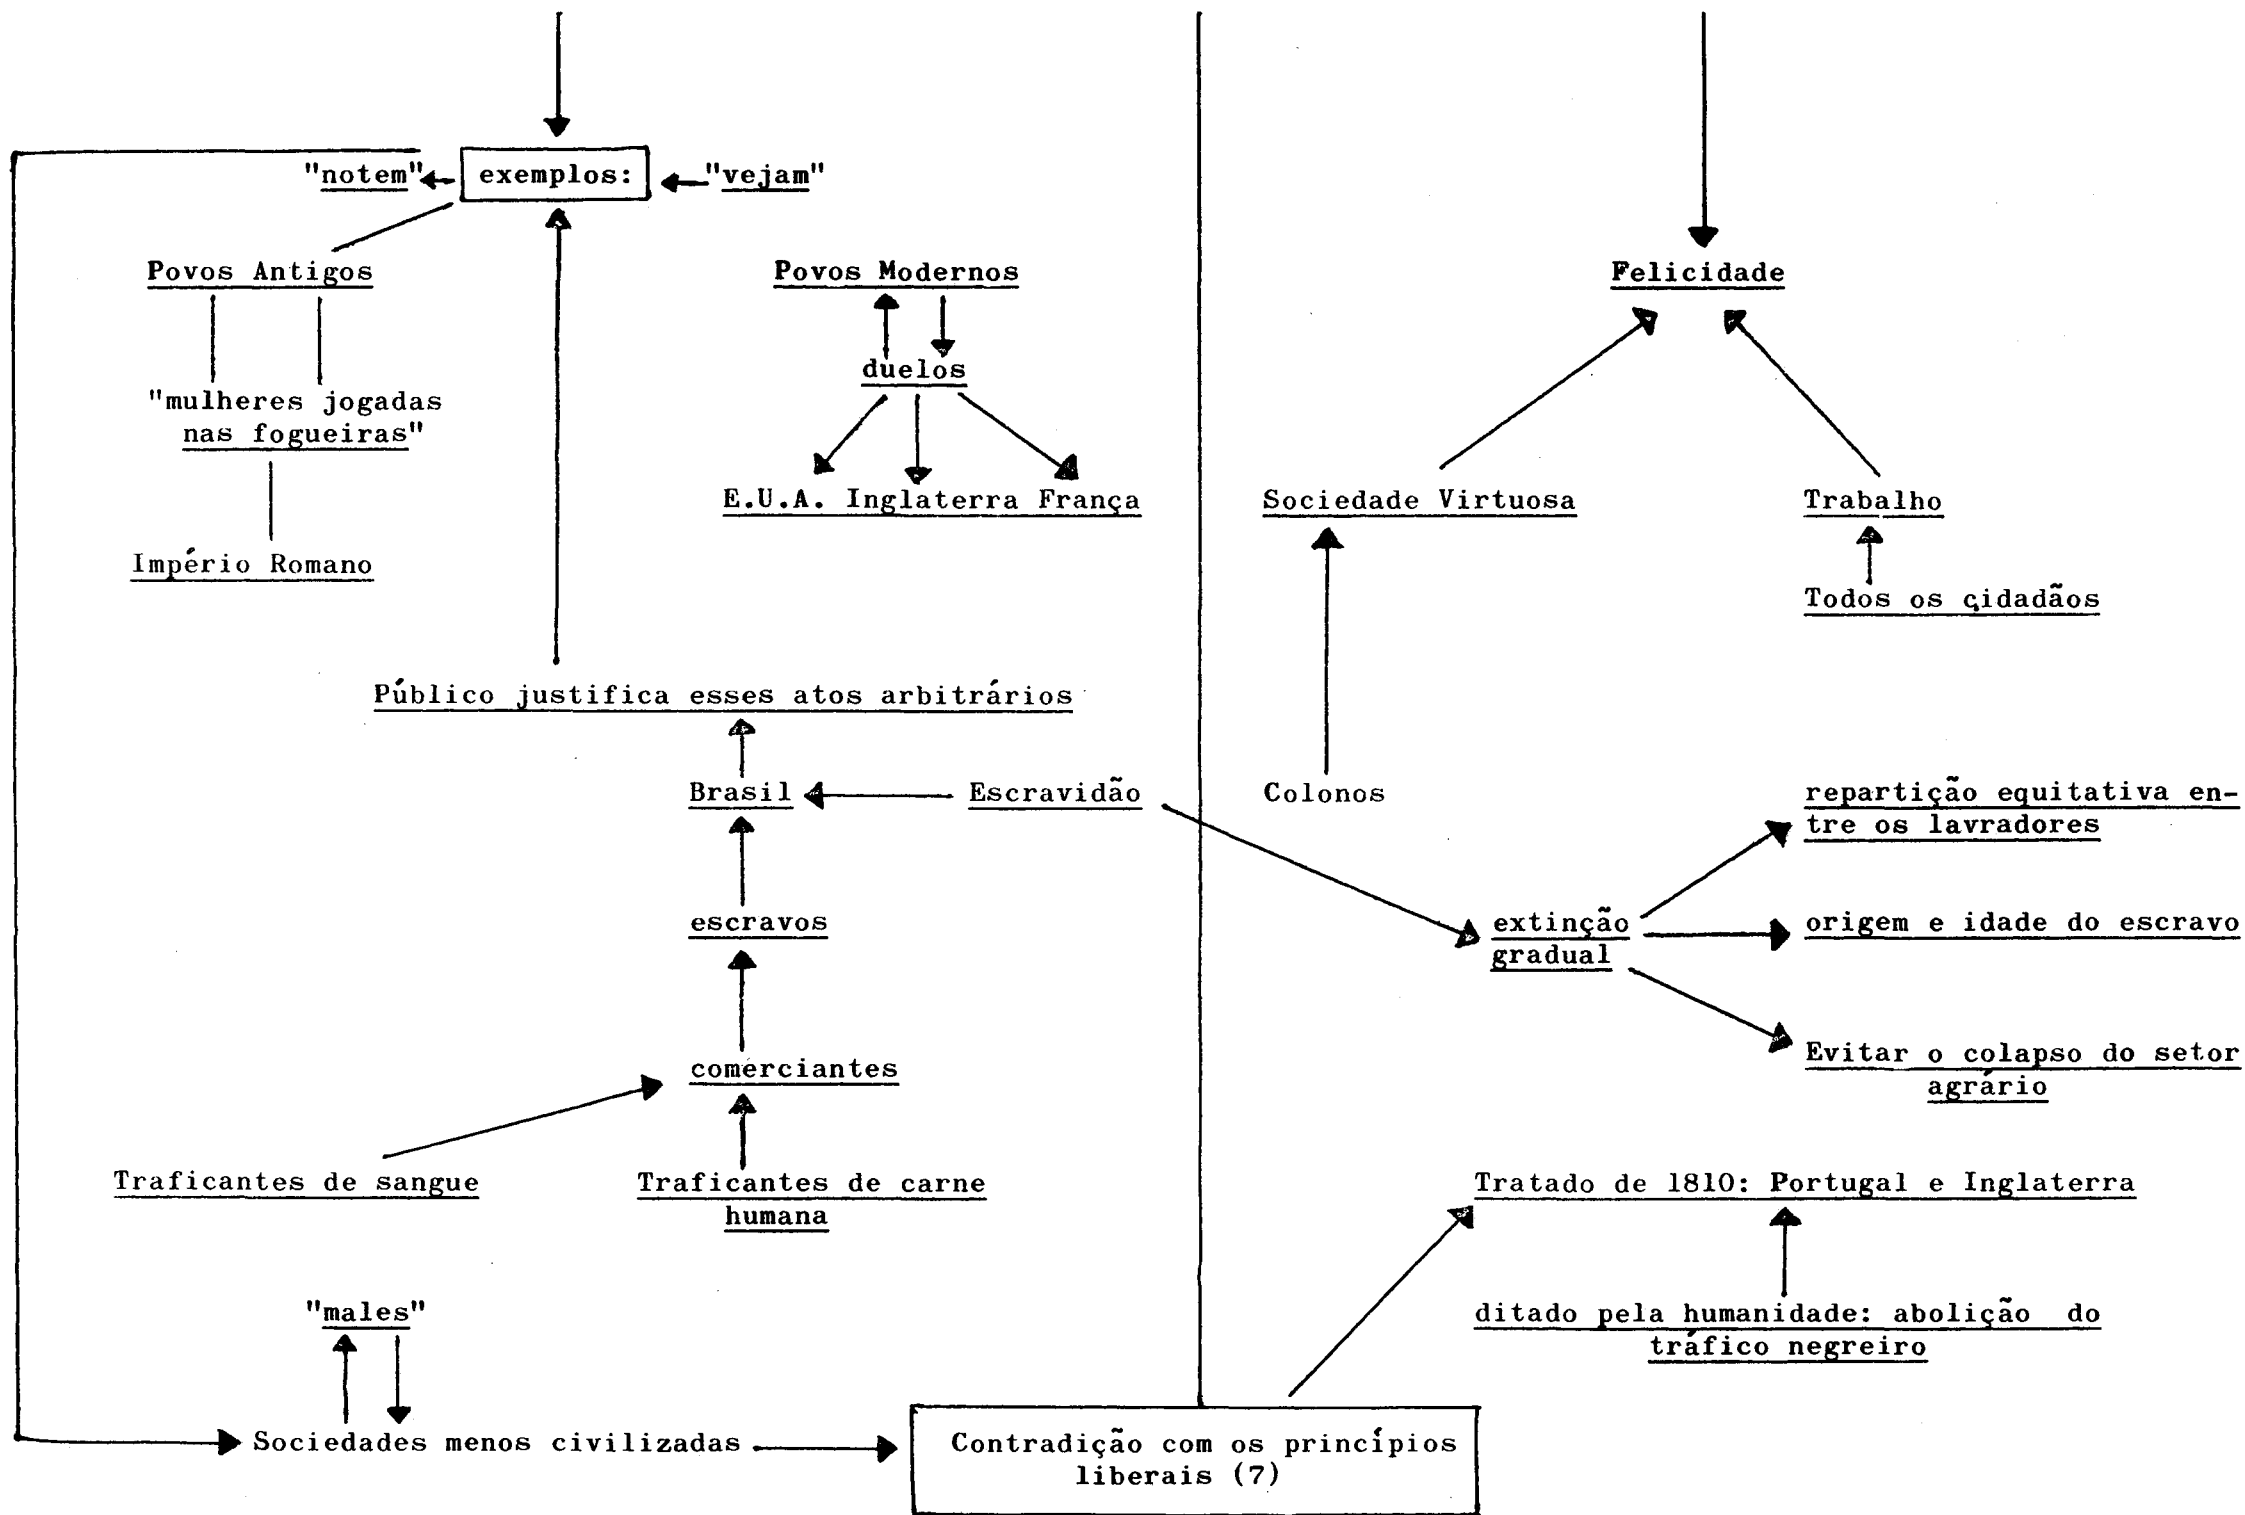 "notem"
exemplos:
"vejam"
Povos Antigos
Povos Modernos
Felicidade
duelos
"mulheres jogadas
nas fogueiras"
E.U.A. Inglaterra França
Sociedade Virtuosa
Trabalho
Império Romano
Todos os cidadãos
Público justifica esses atos arbitrários
Brasil
Escravidão
Colonos
repartição equitativa en-
tre os lavradores
escravos
extinção
gradual
origem e idade do escravo
comerciantes
Evitar o colapso do setor
agrário
Traficantes de sangue
Traficantes de carne
humana
Tratado de 1810: Portugal e Inglaterra
"males"
ditado pela humanidade: abolição do
tráfico negreiro
Sociedades menos civilizadas
Contradição com os princípios
liberais (7)